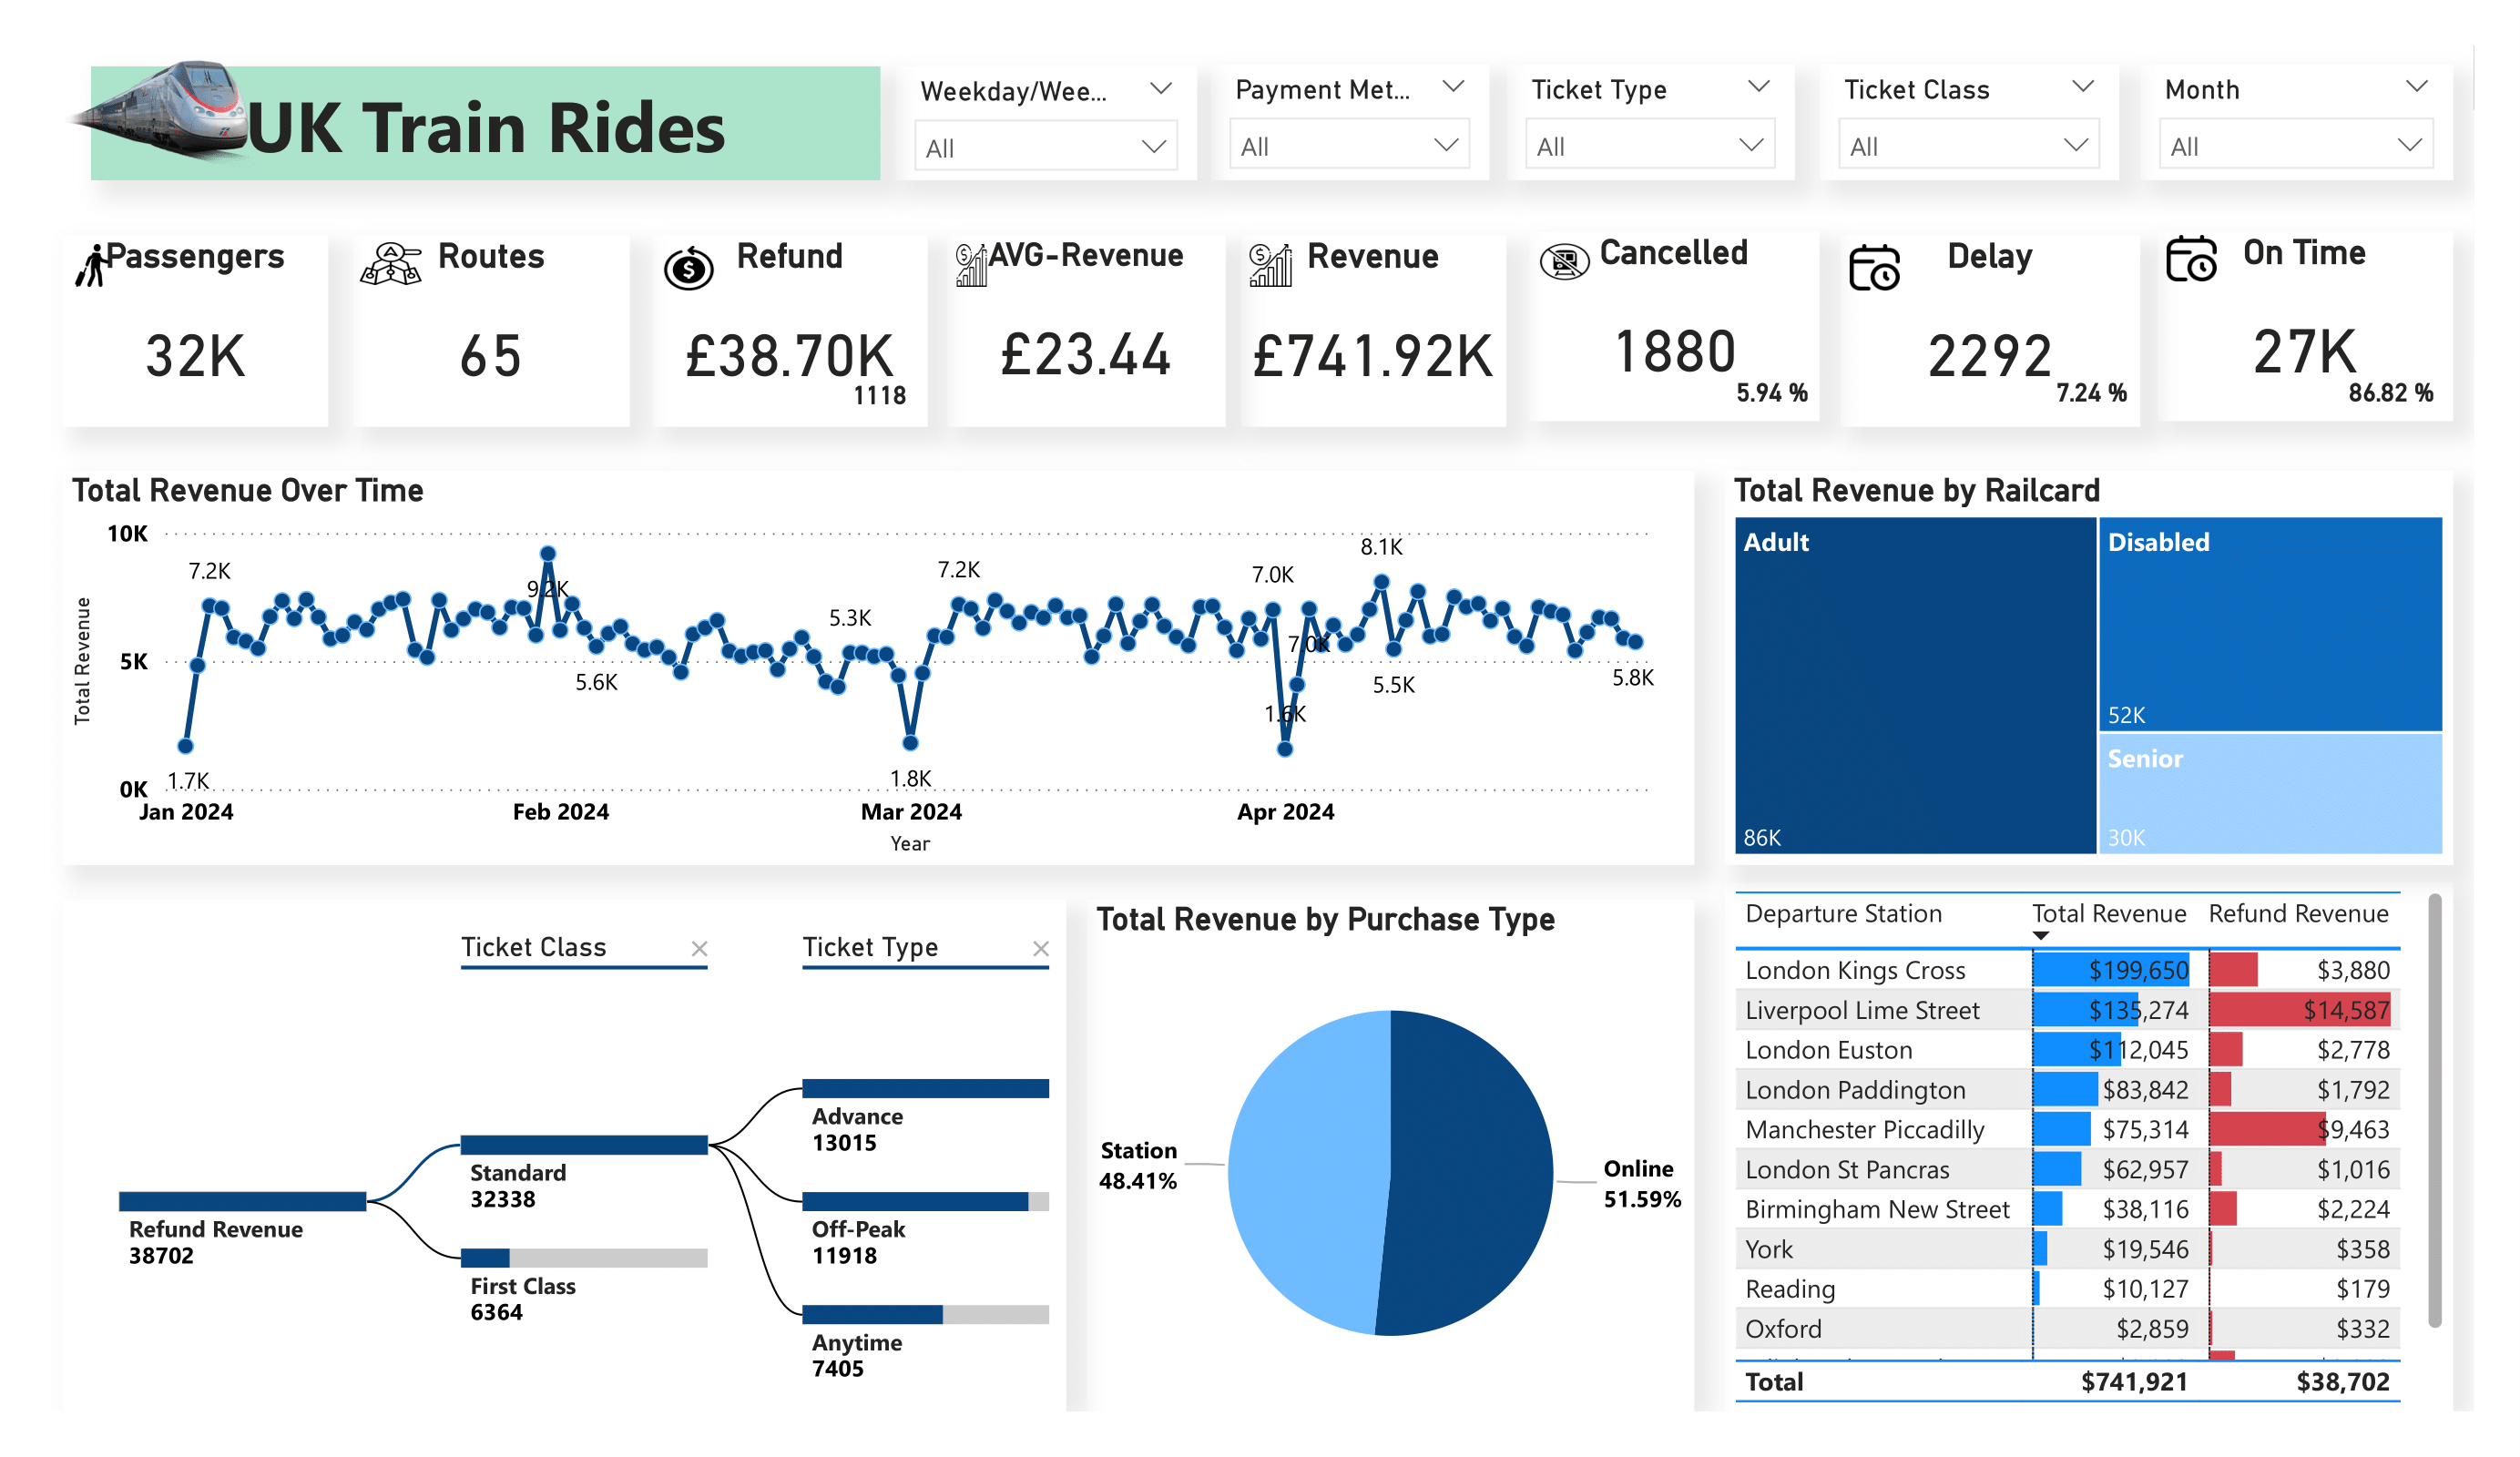 UK Train Rides
Weekday/Wee...
All
Payment Met...
All
Ticket Type
All
Ticket Class
All
Month
All
Passengers
32K
Routes
65
Refund
£38.70K
1118
AVG-Revenue
£23.44
Revenue
£741.92K
Cancelled
1880
5.94 %
Delay
2292
7.24 %
On Time
27K
86.82 %
Total Revenue Over Time
Total Revenue
10K
5K
0K
7.2K
1.7K
9.2K
5.6K
5.3K
1.8K
7.2K
7.0K
1.6K
7.0K
8.1K
5.5K
5.8K
Jan 2024
Feb 2024
Mar 2024
Apr 2024
Year
Total Revenue by Railcard
Adult
86K
Disabled
52K
Senior
30K
Ticket Class
Ticket Type
Refund Revenue
38702
Standard
32338
First Class
6364
Advance
13015
Off-Peak
11918
Anytime
7405
Total Revenue by Purchase Type
Station
48.41%
Online
51.59%
Departure Station Total Revenue Refund Revenue
London Kings Cross $199,650 $3,880
Liverpool Lime Street $135,274 $14,587
London Euston $112,045 $2,778
London Paddington $83,842 $1,792
Manchester Piccadilly $75,314 $9,463
London St Pancras $62,957 $1,016
Birmingham New Street $38,116 $2,224
York $19,546 $358
Reading $10,127 $179
Oxford $2,859 $332
Total $741,921 $38,702